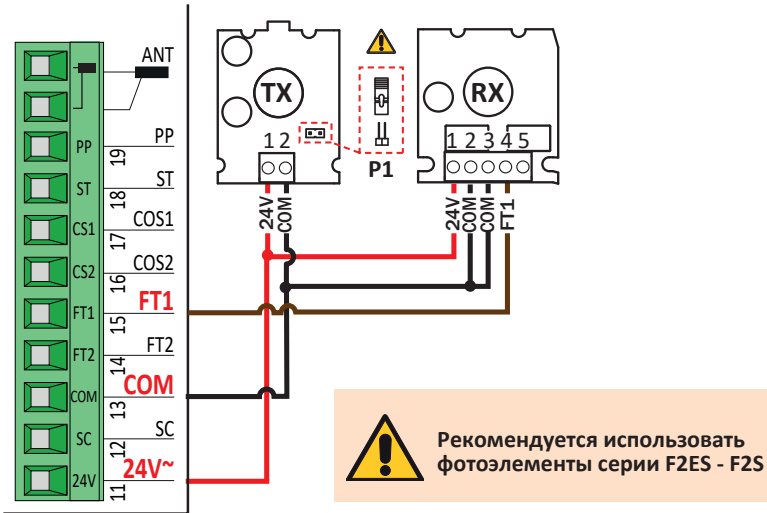 ANT
PP
19
PP
ST
18
ST
CS1
17
COS1
CS2
16
COS2
FT1
15
FT1
FT2
14
FT2
COM
13
COM
SC
12
SC
24V
11
24V~
TX
1 2
24V
COM
P1
RX
1 2 3 4 5
24V
COM
COM
FT1
Рекомендуется использовать
фотоэлементы серии F2ES - F2S